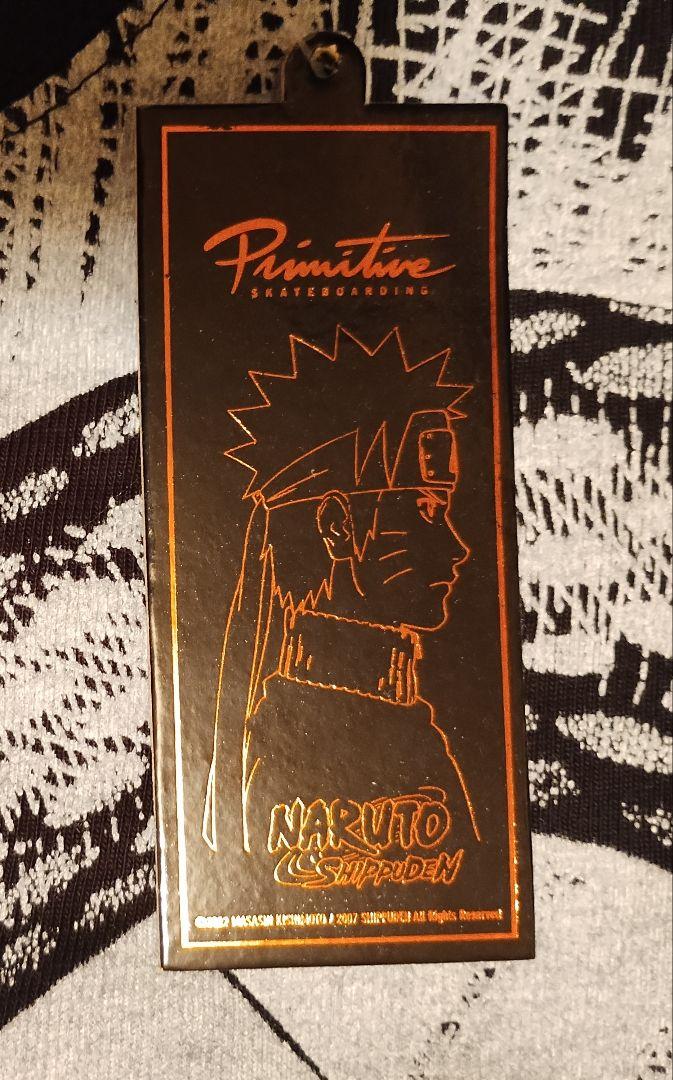 Primitive
SKATEBOARDING
NARUTO
SHIPPUDEN
©2002 MASASHI KISHIMOTO / 2007 SHIPPUDEN All Rights Reserved